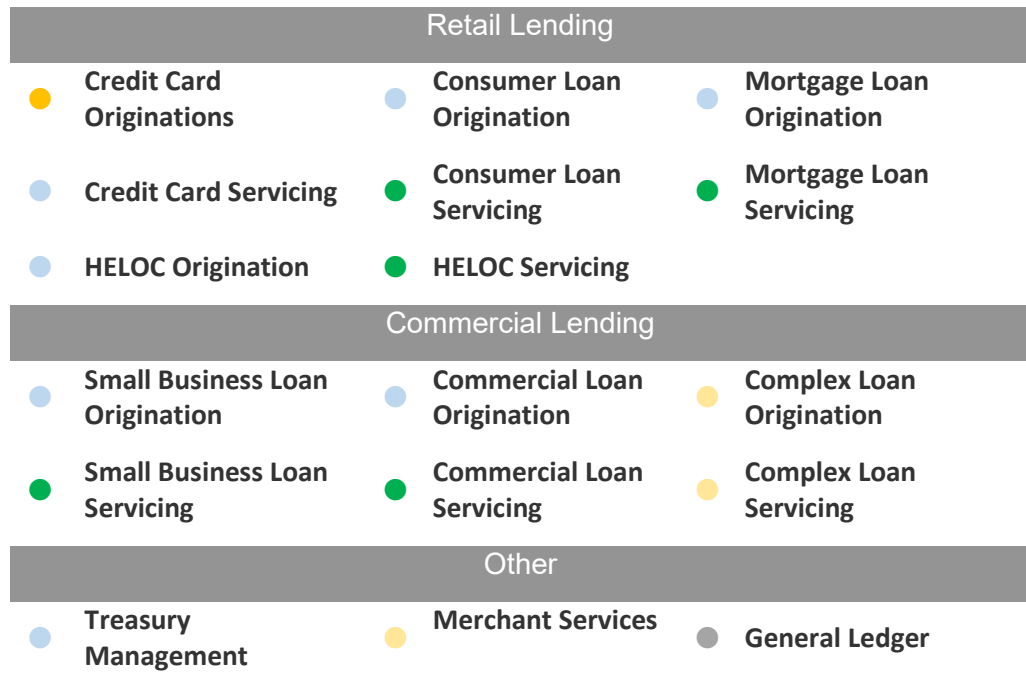 Retail Lending
Credit Card
Originations
Consumer Loan
Origination
Mortgage Loan
Origination
Credit Card Servicing
Consumer Loan
Servicing
Mortgage Loan
Servicing
HELOC Origination
HELOC Servicing
Commercial Lending
Small Business Loan
Origination
Commercial Loan
Origination
Complex Loan
Origination
Small Business Loan
Servicing
Commercial Loan
Servicing
Complex Loan
Servicing
Other
Treasury
Management
Merchant Services
General Ledger